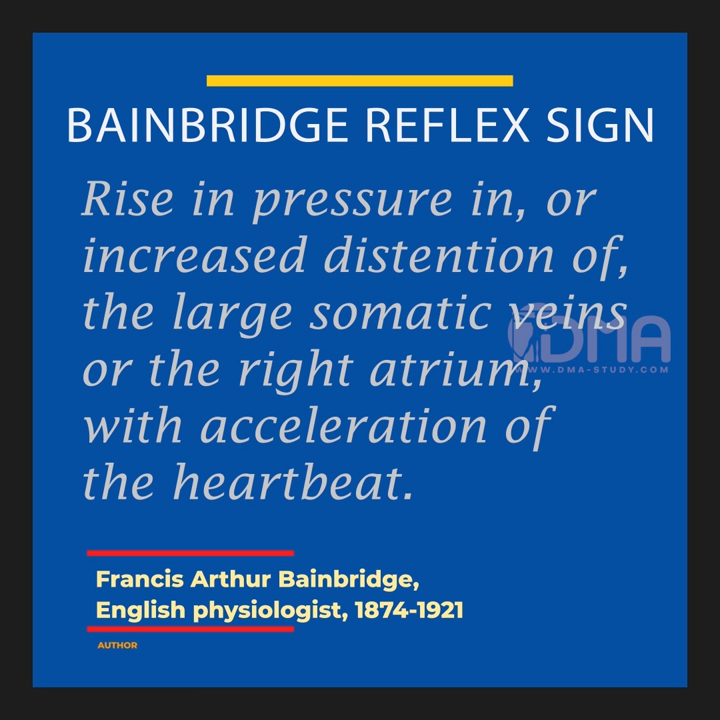 BAINBRIDGE REFLEX SIGN
Rise in pressure in, or
increased distention of,
the large somatic veins
or the right atrium,
with acceleration of
the heartbeat.
DMA
WWW.DMA-STUDY.COM
Francis Arthur Bainbridge,
English physiologist, 1874-1921
AUTHOR